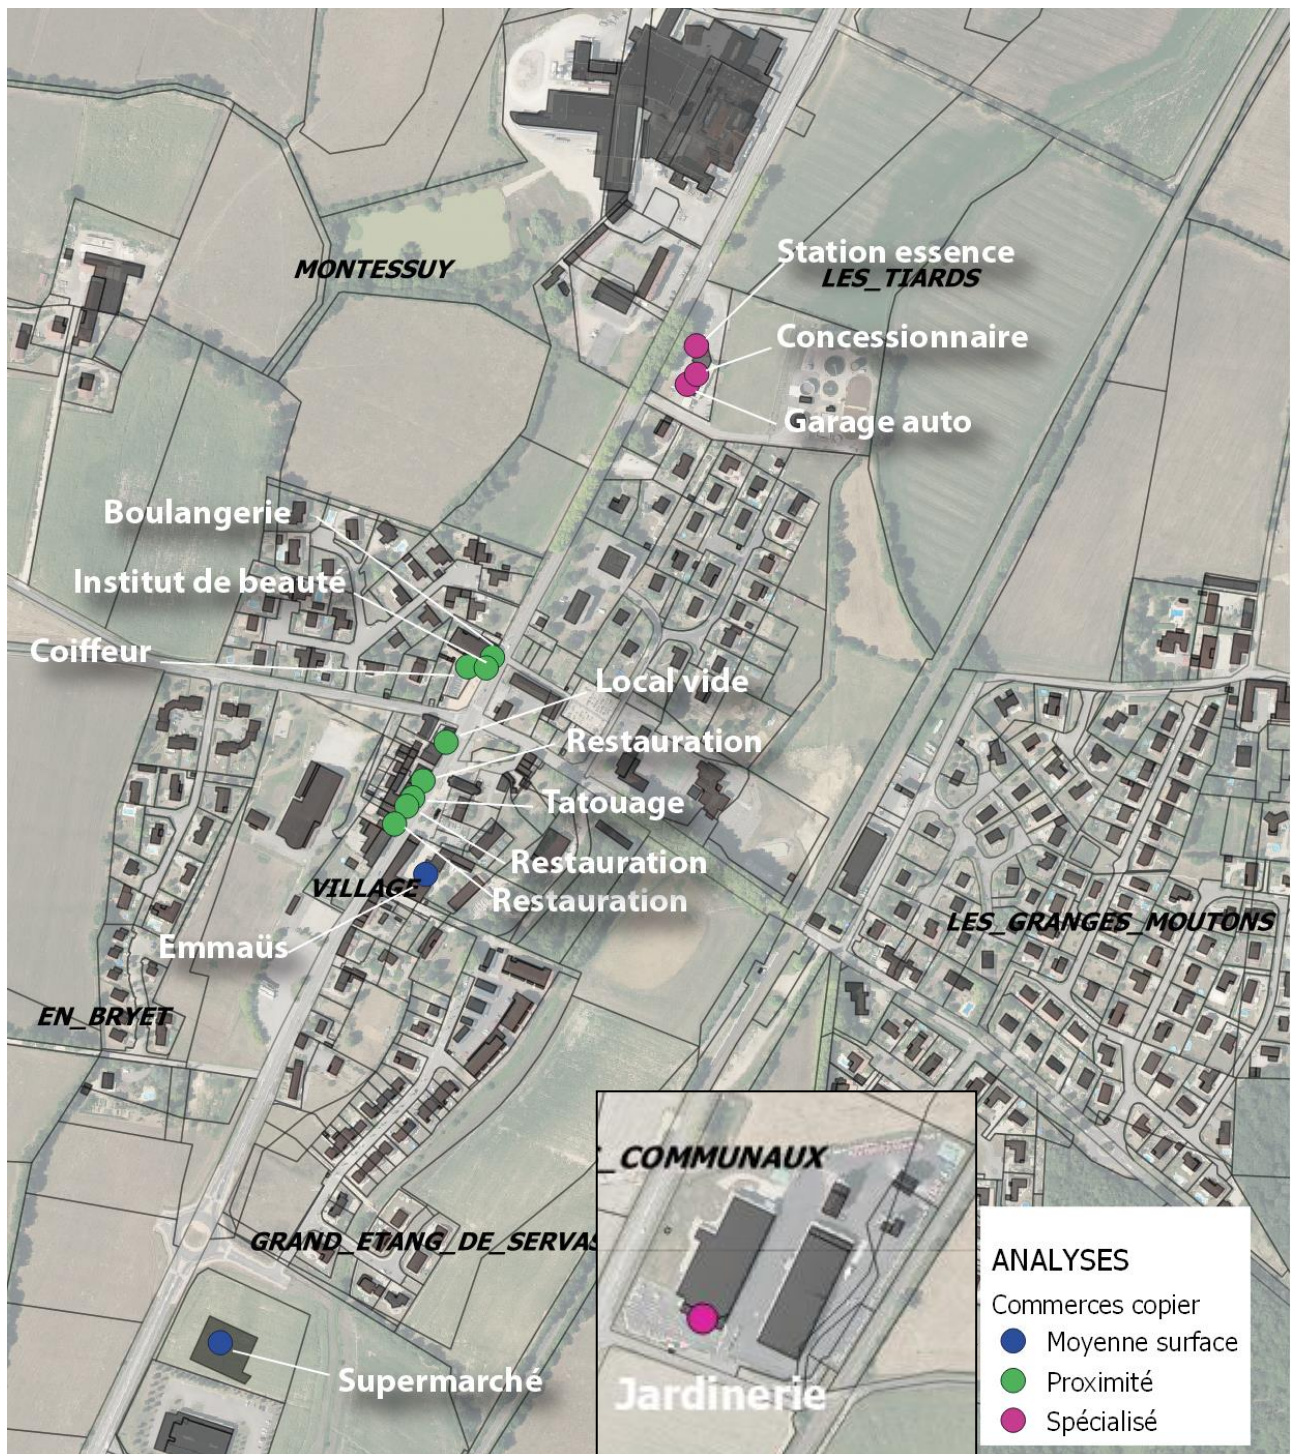 MONTESSUY
Station essence
LES_TIARDS
Concessionnaire
Garage auto
Boulangerie
Institut de beauté
Coiffeur
Local vide
Restauration
Tatouage
Restauration
VILLAGE
Restauration
LES_GRANGES_MOUTONS
Emmaüs
EN_BRYET
_COMMUNAUX
GRAND_ETANG_DE_SERVAS
Supermarché
Jardinerie
ANALYSES
Commerces copier
Moyenne surface
Proximité
Spécialisé